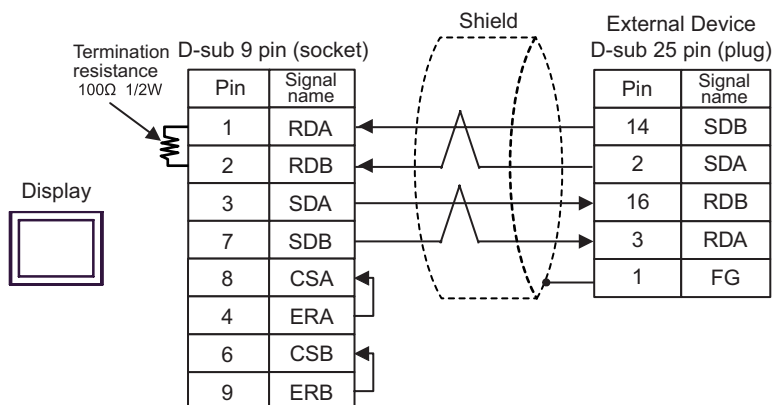 Shield
External Device
Termination
resistance
100Ω 1/2W
D-sub 9 pin (socket)
D-sub 25 pin (plug)
Pin Signal name
Pin Signal name
1 RDA
14 SDB
2 RDB
2 SDA
Display
3 SDA
16 RDB
7 SDB
3 RDA
8 CSA
1 FG
4 ERA
6 CSB
9 ERB